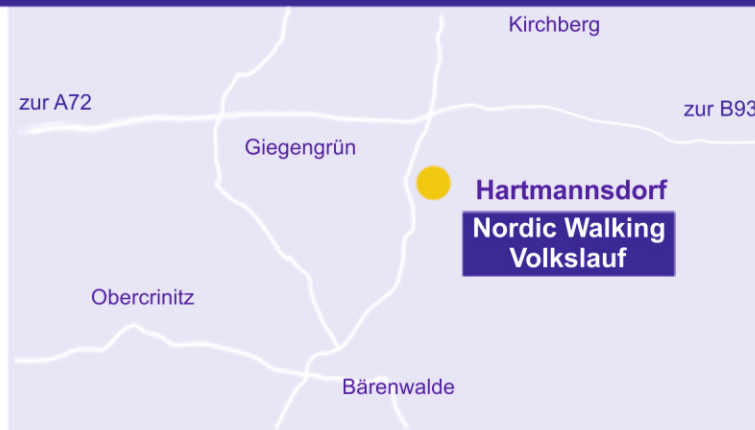 Kirchberg
zur A72
zur B93
Giegengrün
Hartmannsdorf
Nordic Walking
Volkslauf
Obercrinitz
Bärenwalde